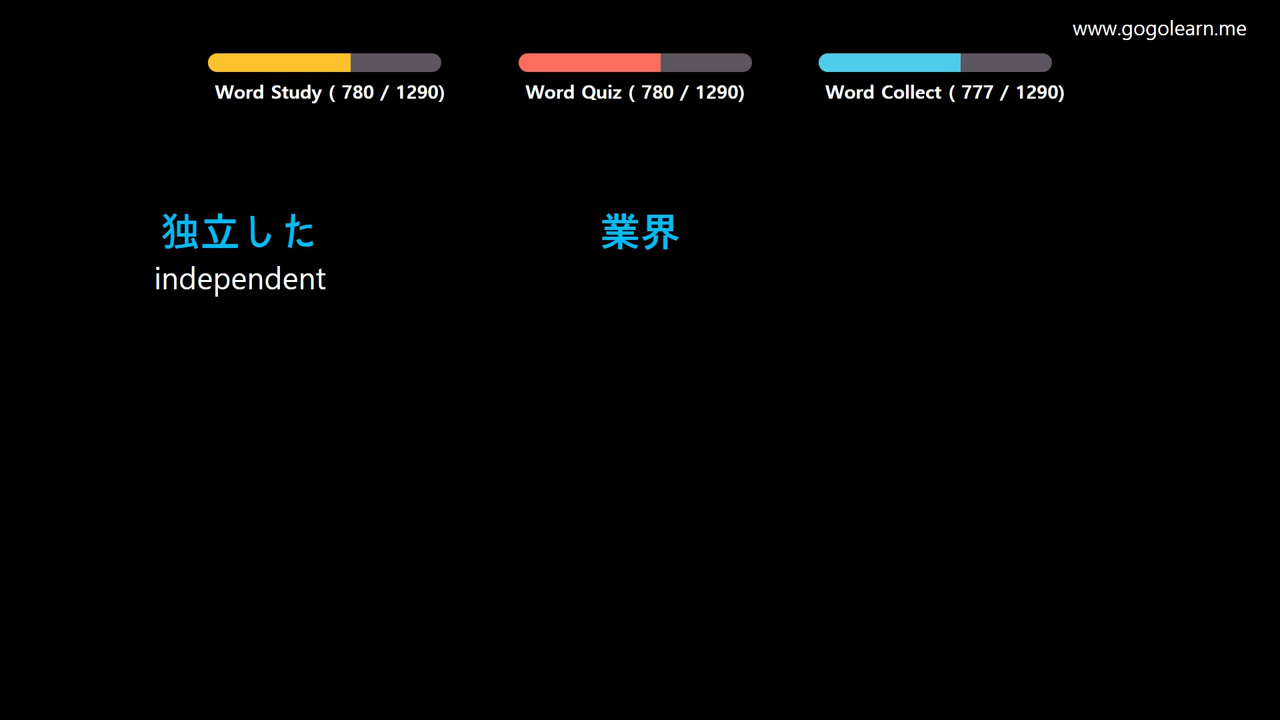 www.gogolearn.me
Word Study ( 780 / 1290)
Word Quiz ( 780 / 1290)
Word Collect ( 777 / 1290)
独立した
independent
業界